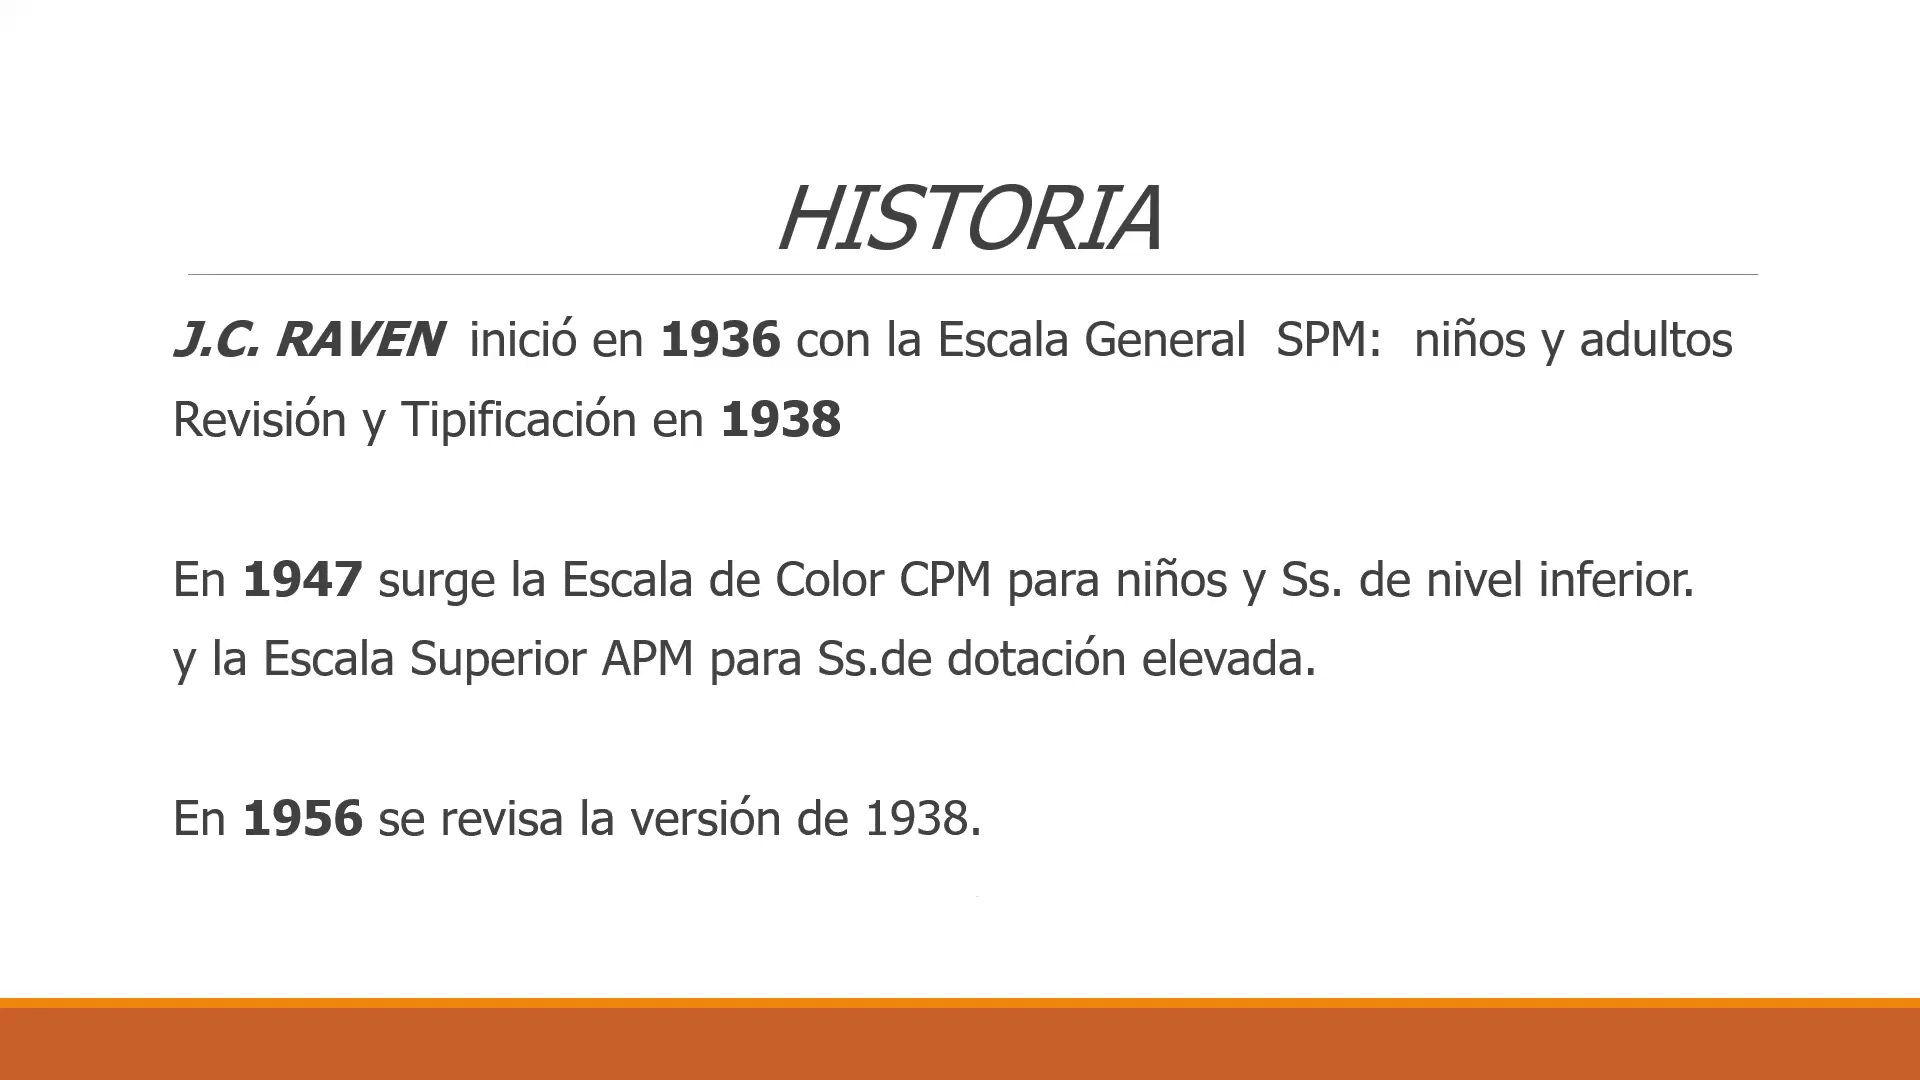 HISTORIA
J.C. RAVEN inició en 1936 con la Escala General SPM: niños y adultos
Revisión y Tipificación en 1938
En 1947 surge la Escala de Color CPM para niños y Ss. de nivel inferior.
y la Escala Superior APM para Ss.de dotación elevada.
En 1956 se revisa la versión de 1938.